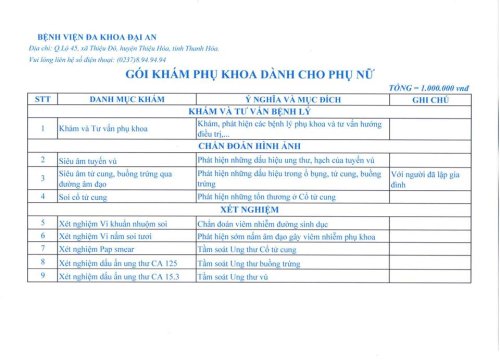 BỆNH VIỆN ĐA KHOA ĐẠI AN
Địa chỉ: Q.Lộ 45, xã Thiệu Đô, huyện Thiệu Hóa, tỉnh Thanh Hóa.
Vui lòng liên hệ số điện thoại: (0237)8.94.94.94
GÓI KHÁM PHỤ KHOA DÀNH CHO PHỤ NỮ
TỔNG = 1.000.000 vnđ
STT DANH MỤC KHÁM Ý NGHĨA VÀ MỤC ĐÍCH GHI CHÚ
KHÁM VÀ TƯ VẤN BỆNH LÝ
1 Khám và Tư vấn phụ khoa Khám, phát hiện các bệnh lý phụ khoa và tư vấn hướng
điều trị,....
CHẨN ĐOÁN HÌNH ẢNH
2 Siêu âm tuyến vú Phát hiện những dấu hiệu ung thư, hạch của tuyến vú
3 Siêu âm tử cung, buồng trứng qua Phát hiện những dấu hiệu trong ổ bụng, tử cung, buồng Với người đã lập gia
đường âm đạo trứng đình
4 Soi cổ tử cung Phát hiện những tổn thương ở Cổ tử cung
XÉT NGHIỆM
5 Xét nghiệm Vi khuẩn nhuộm soi Chẩn đoán viêm nhiễm đường sinh dục
6 Xét nghiệm Vi nấm soi tươi Phát hiện sớm nấm âm đạo gây viêm nhiễm phụ khoa
7 Xét nghiệm Pap smear Tầm soát Ung thư Cổ tử cung
8 Xét nghiệm dấu ấn ung thư CA 125 Tầm soát Ung thư buồng trứng
9 Xét nghiệm dấu ấn ung thư CA 15.3 Tầm soát Ung thư vú